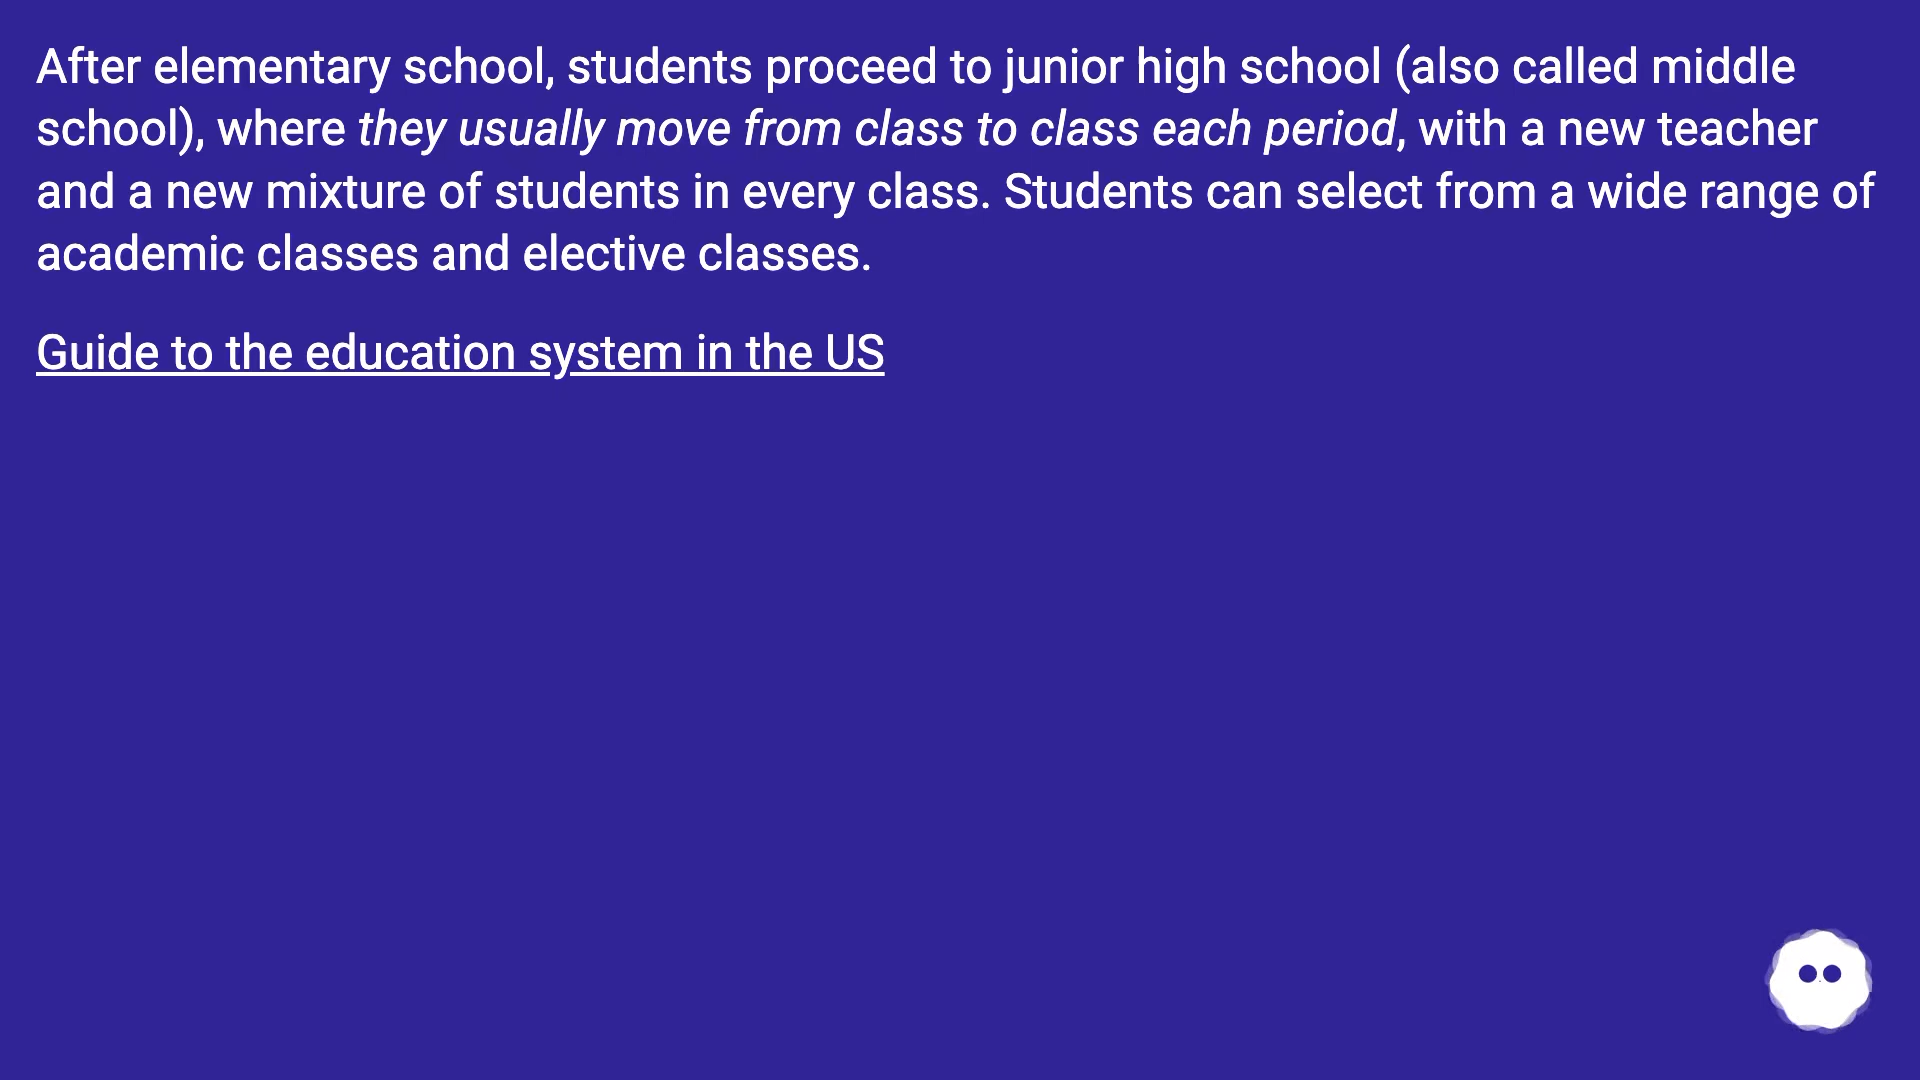 After elementary school, students proceed to junior high school (also called middle
school), where they usually move from class to class each period, with a new teacher
and a new mixture of students in every class. Students can select from a wide range of
academic classes and elective classes.
Guide to the education system in the US